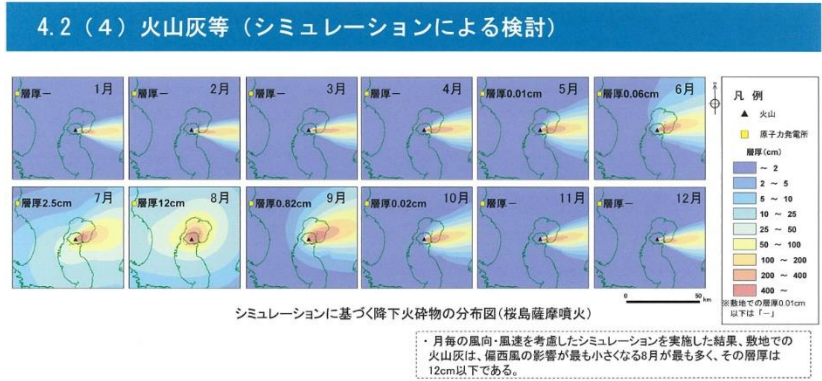 4.2（4）火山灰等（シミュレーションによる検討）
層厚－ 1月
層厚－ 2月
層厚－ 3月
層厚－ 4月
層厚0.01cm 5月
層厚0.06cm 6月
層厚2.5cm 7月
層厚12cm 8月
層厚0.82cm 9月
層厚0.02cm 10月
層厚－ 11月
層厚－ 12月
凡 例
火山
原子力発電所
層厚(cm)
～ 2
2 ～ 5
5 ～ 10
10 ～ 25
25 ～ 50
50 ～ 100
100 ～ 200
200 ～ 400
400 ～
※敷地での層厚0.01cm
以下は「－」
0 50 km
シミュレーションに基づく降下火砕物の分布図(桜島薩摩噴火)
・月毎の風向・風速を考慮したシミュレーションを実施した結果、敷地での
火山灰は、偏西風の影響が最も小さくなる8月が最も多く、その層厚は
12cm以下である。